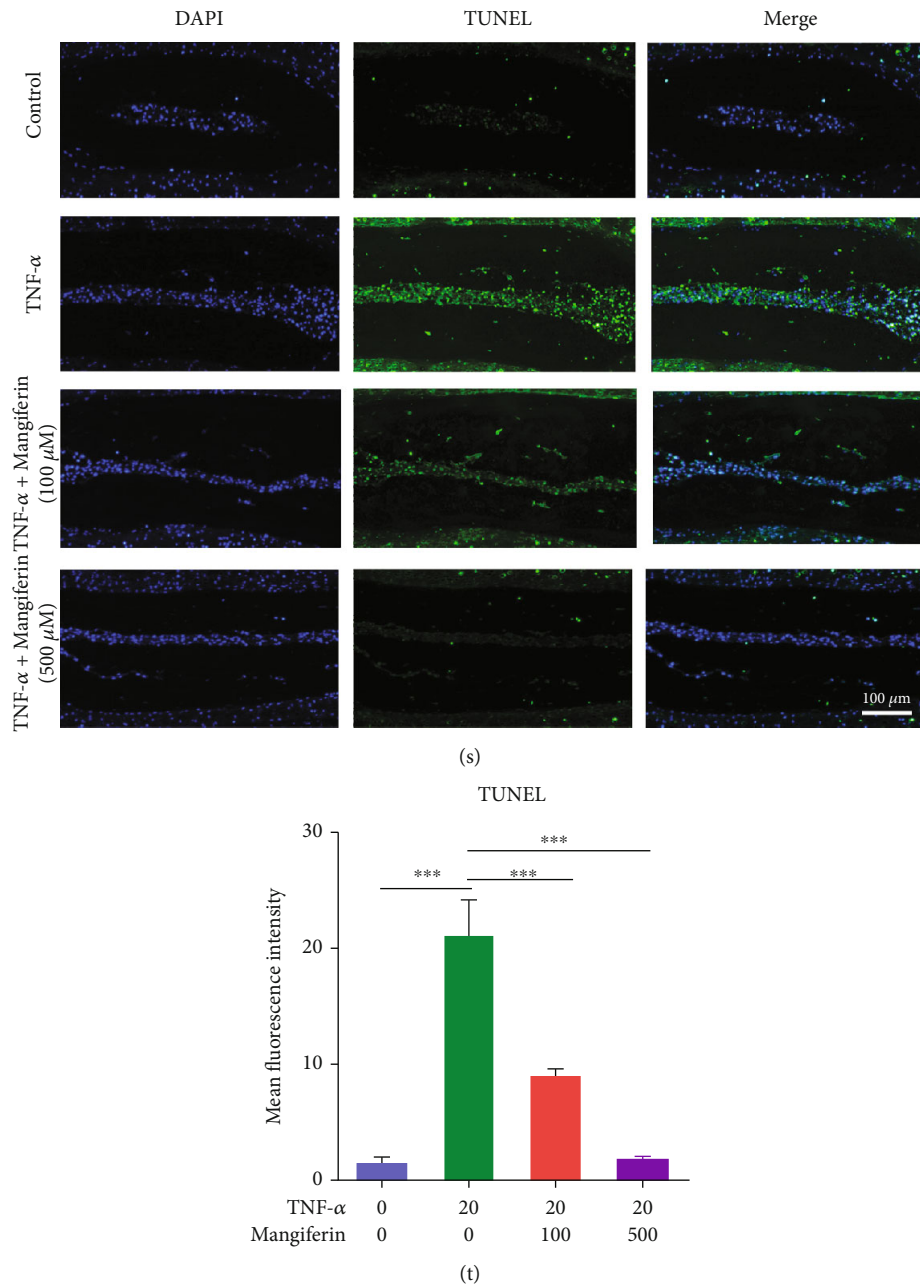 DAPI TUNEL Merge
Control
TNF-α
TNF-α + Mangiferin
(100 μM)
TNF-α + Mangiferin
(500 μM)
100 μm
(s)
TUNEL
Mean fluorescence intensity
30
20
10
0
*** *** ***
TNF-α 0 20 20 20
Mangiferin 0 0 100 500
(t)